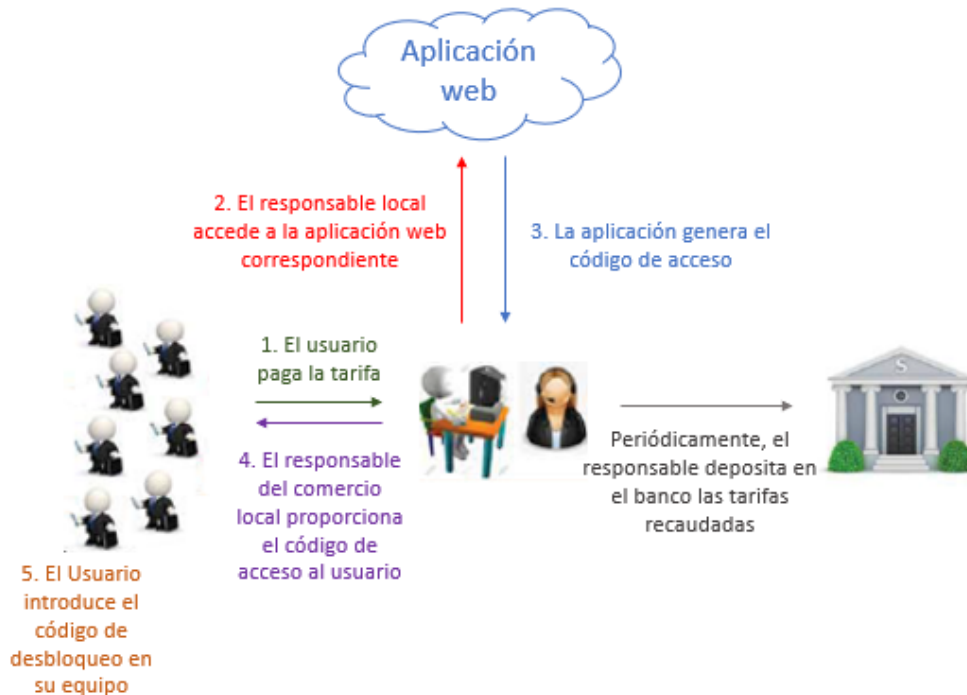 Aplicación
web
2. El responsable local
accede a la aplicación web
correspondiente
3. La aplicación genera el
código de acceso
1. El usuario
paga la tarifa
4. El responsable
del comercio
local proporciona
el código de
acceso al usuario
Periódicamente, el
responsable deposita en
el banco las tarifas
recaudadas
5. El Usuario
introduce el
código de
desbloqueo en
su equipo
S